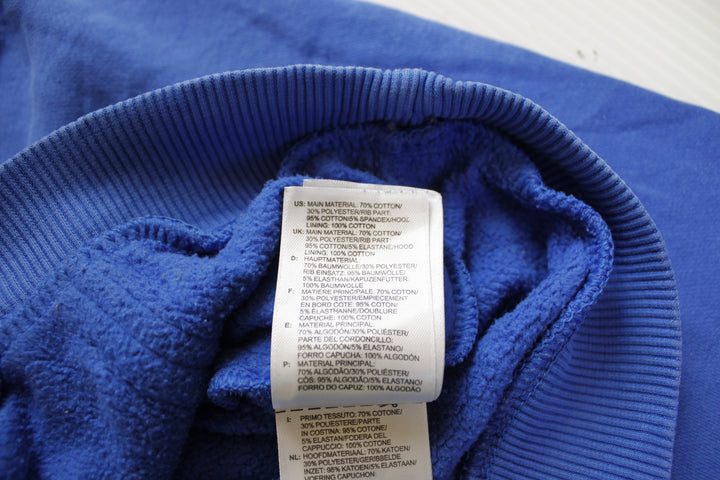 US: MAIN MATERIAL: 70% COTTON/
30% POLYESTER/RIB PART
95% COTTON/5% SPANDEX/HOOD
LINING: 100% COTTON
UK: MAIN MATERIAL: 70% COTTON/
30% POLYESTER/RIB PART
95% COTTON/5% ELASTANE/HOOD
LINING: 100% COTTON
D: HAUPTMATERIAL:
70% BAUMWOLLE/30% POLYESTER/
RIB EINSATZ: 95% BAUMWOLLE/
5% ELASTHAN/KAPUZENFUTTER:
100% BAUMWOLLE
F: MATIERE PRINCIPALE: 70% COTON/
30% POLYESTER/EMPIECEMENT
EN BORD COTE: 95% COTON/
5% ÉLASTHANNE/DOUBLURE
CAPUCHE: 100% COTON
E: MATERIAL PRINCIPAL:
70% ALGODÓN/30% POLIÉSTER/
PARTE DEL CORDONCILLO:
95% ALGODÓN/5% ELASTANO/
FORRO CAPUCHA: 100% ALGODÓN
P: MATERIAL PRINCIPAL:
70% ALGODÃO/30% POLIÉSTER/
CÓS: 95% ALGODÃO/5% ELASTANO/
FORRO DO CAPUZ: 100% ALGODÃO
I: PRIMO TESSUTO: 70% COTONE/
30% POLIESTERE/PARTE
IN COSTINA: 95% COTONE/
5% ELASTAN/FODERA DEL
CAPPUCCIO: 100% COTONE
NL: HOOFDMATERIAAL: 70% KATOEN/
30% POLYESTER/GERIBBELDE
INZET: 95% KATOEN/5% ELASTAAN/
VOERING CAPUCHON: